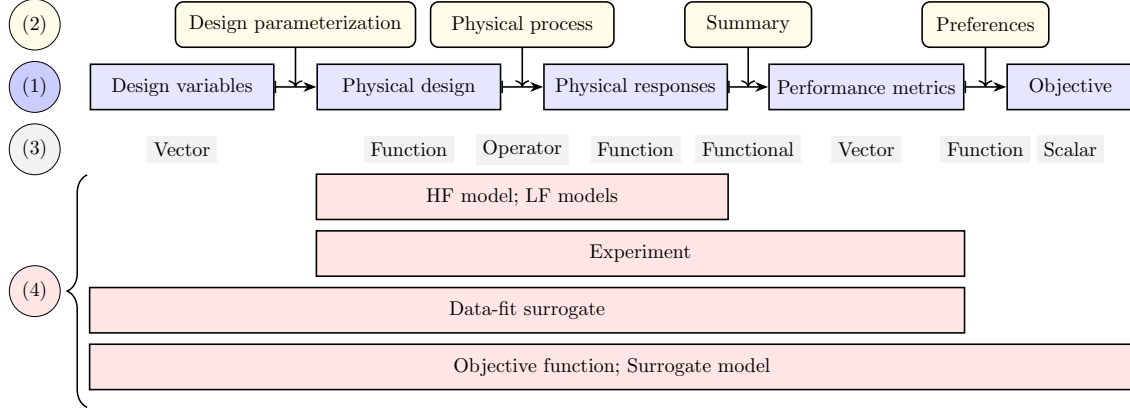 (2) Design parameterization Physical process Summary Preferences
(1) Design variables Physical design Physical responses Performance metrics Objective
(3) Vector Function Operator Function Functional Vector Function Scalar
HF model; LF models
Experiment
(4)
Data-fit surrogate
Objective function; Surrogate model